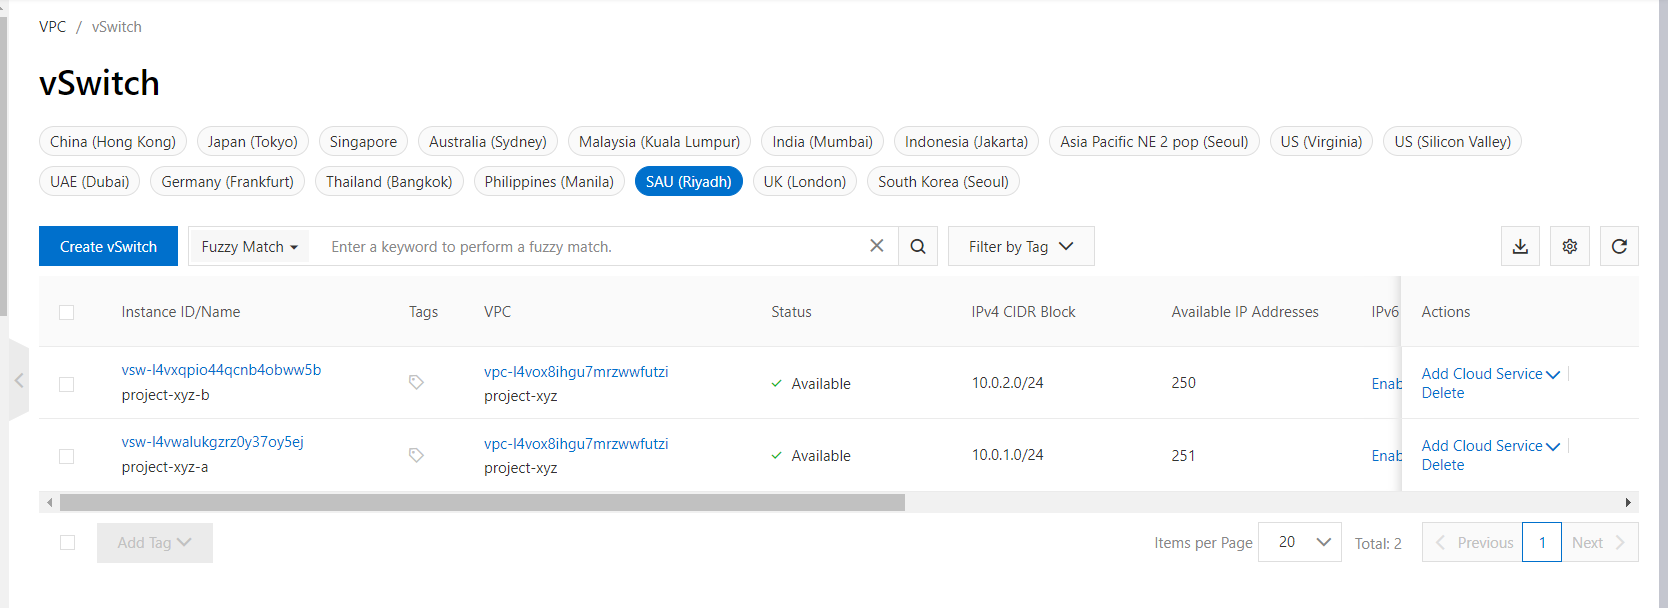 VPC / vSwitch
vSwitch
China (Hong Kong) Japan (Tokyo) Singapore Australia (Sydney) Malaysia (Kuala Lumpur) India (Mumbai) Indonesia (Jakarta) Asia Pacific NE 2 pop (Seoul) US (Virginia) US (Silicon Valley)
UAE (Dubai) Germany (Frankfurt) Thailand (Bangkok) Philippines (Manila) SAU (Riyadh) UK (London) South Korea (Seoul)
Create vSwitch Fuzzy Match Enter a keyword to perform a fuzzy match. Filter by Tag
Instance ID/Name Tags VPC Status IPv4 CIDR Block Available IP Addresses IPv6 Actions
vsw-l4vxqpio44qcnb4obww5b vpc-l4vox8ihgu7mrzwwfutzi Add Cloud Service
project-xyz-b project-xyz Available 10.0.2.0/24 250 Enab Delete
vsw-l4vwalukgzrz0y37oy5ej vpc-l4vox8ihgu7mrzwwfutzi Add Cloud Service
project-xyz-a project-xyz Available 10.0.1.0/24 251 Enab Delete
Add Tag Items per Page 20 Total: 2 Previous 1 Next